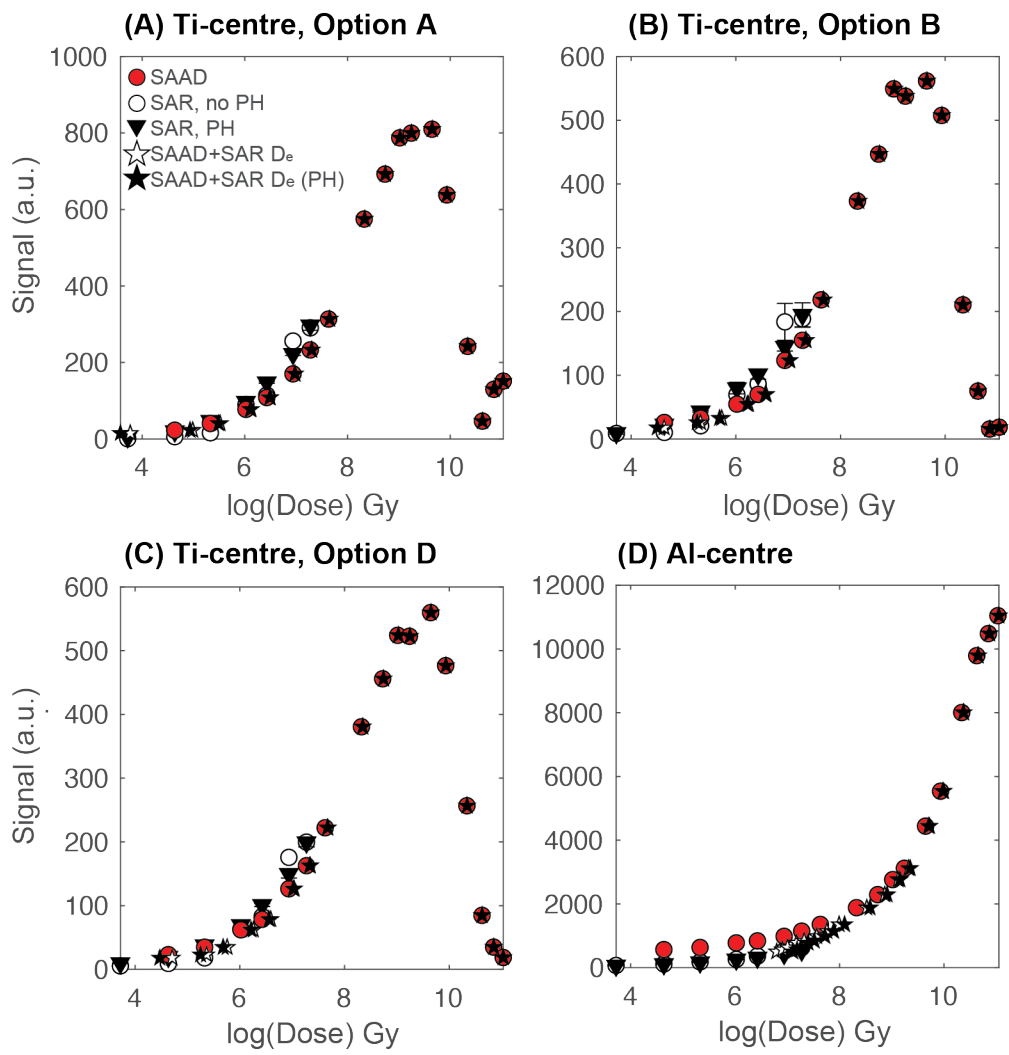 (A) Ti-centre, Option A
1000
800
600
400
200
0
Signal (a.u.)
SAAD
SAR, no PH
SAR, PH
SAAD+SAR De
SAAD+SAR De (PH)
4 6 8 10
log(Dose) Gy
(B) Ti-centre, Option B
600
500
400
300
200
100
0
4 6 8 10
log(Dose) Gy
(C) Ti-centre, Option D
600
500
400
300
200
100
0
Signal (a.u.)
4 6 8 10
log(Dose) Gy
(D) Al-centre
12000
10000
8000
6000
4000
2000
0
4 6 8 10
log(Dose) Gy